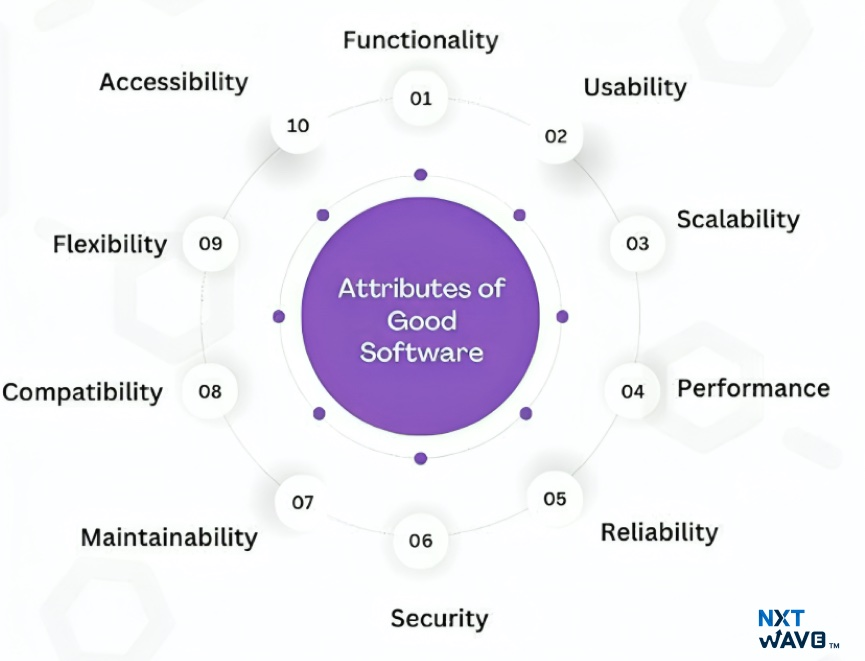 Functionality
01
Usability
02
Scalability
03
Performance
04
Reliability
05
Security
06
Maintainability
07
Compatibility
08
Flexibility
09
Accessibility
10
Attributes of
Good
Software
NXT
WAVE™